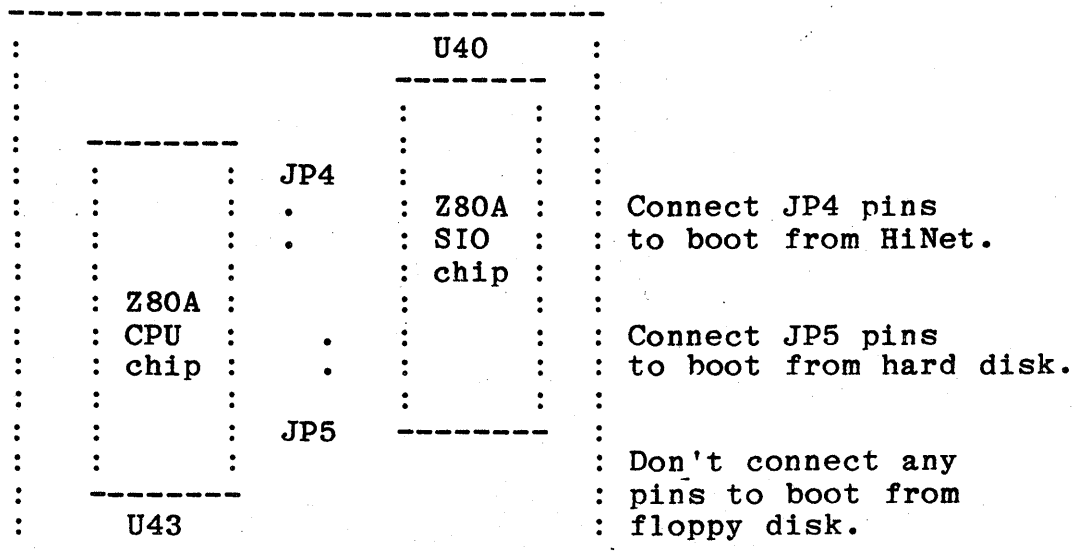 U40
JP4
Z80A Connect JP4 pins
SIO to boot from HiNet.
chip
Z80A
CPU Connect JP5 pins
chip to boot from hard disk.
JP5
Don't connect any
pins to boot from
U43 floppy disk.